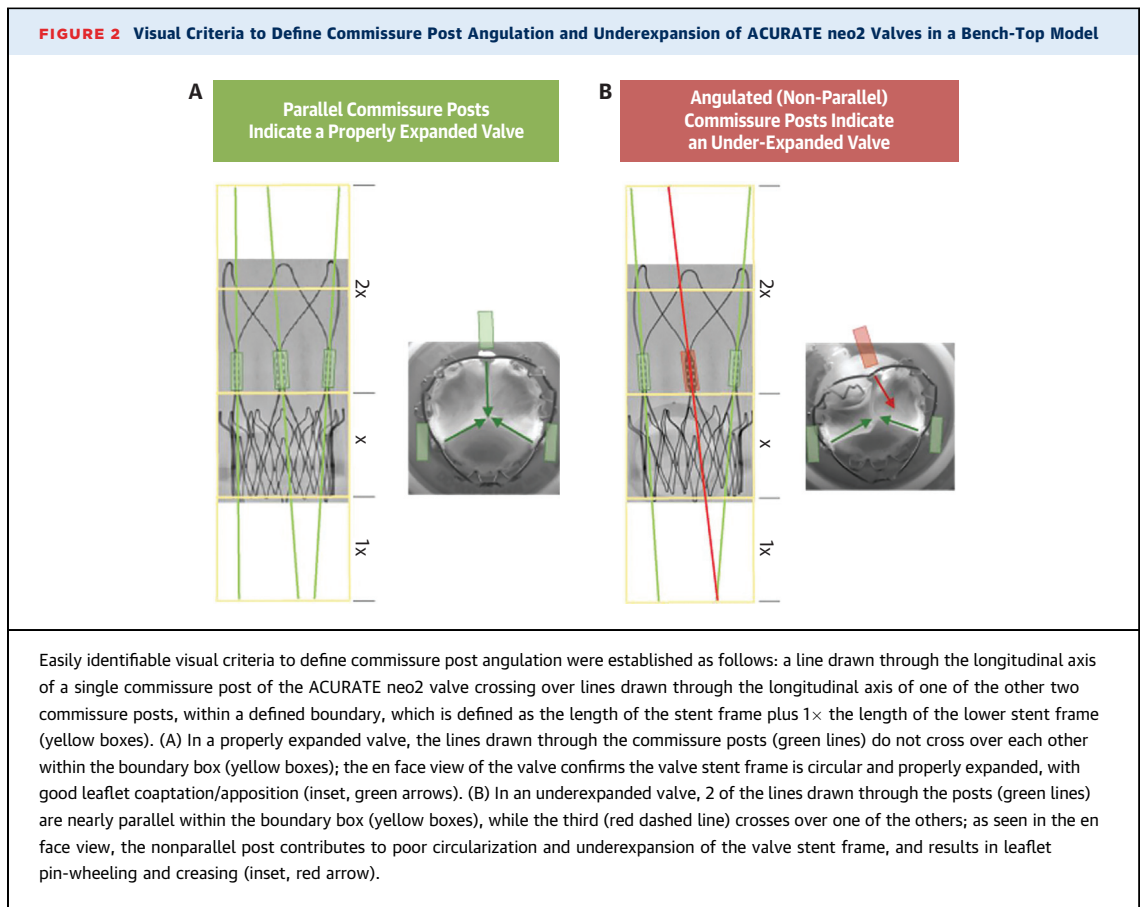 FIGURE 2 Visual Criteria to Define Commissure Post Angulation and Underexpansion of ACURATE neo2 Valves in a Bench-Top Model
A
Parallel Commissure Posts
Indicate a Properly Expanded Valve
B
Angulated (Non-Parallel)
Commissure Posts Indicate
an Under-Expanded Valve
2x
x
1x
2x
x
1x
Easily identifiable visual criteria to define commissure post angulation were established as follows: a line drawn through the longitudinal axis
of a single commissure post of the ACURATE neo2 valve crossing over lines drawn through the longitudinal axis of one of the other two
commissure posts, within a defined boundary, which is defined as the length of the stent frame plus 1× the length of the lower stent frame
(yellow boxes). (A) In a properly expanded valve, the lines drawn through the commissure posts (green lines) do not cross over each other
within the boundary box (yellow boxes); the en face view of the valve confirms the valve stent frame is circular and properly expanded, with
good leaflet coaptation/apposition (inset, green arrows). (B) In an underexpanded valve, 2 of the lines drawn through the posts (green lines)
are nearly parallel within the boundary box (yellow boxes), while the third (red dashed line) crosses over one of the others; as seen in the en
face view, the nonparallel post contributes to poor circularization and underexpansion of the valve stent frame, and results in leaflet
pin-wheeling and creasing (inset, red arrow).